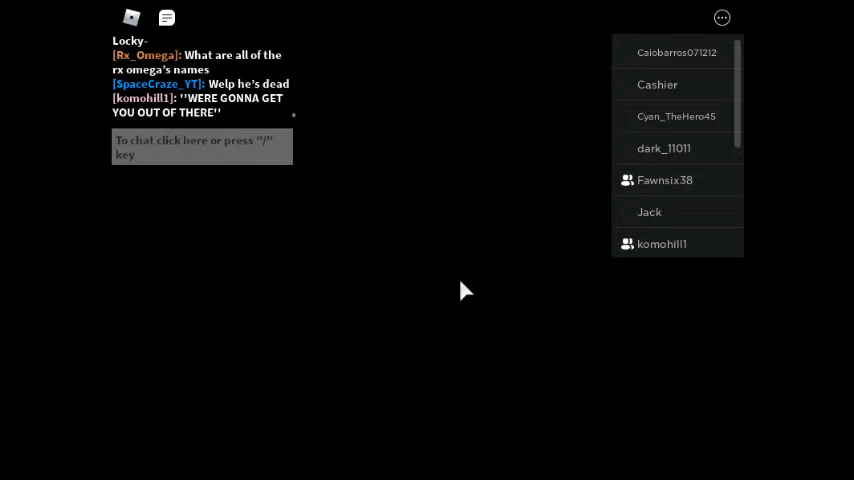 Locky-
[Rx_Omega]: What are all of the
rx omega's names
[SpaceCraze_YT]: Welp he's dead
[komohill1]: ''WERE GONNA GET
YOU OUT OF THERE''
To chat click here or press "/"
key
Caiobarros071212
Cashier
Cyan_TheHero45
dark_11011
Fawnsix38
Jack
komohill1